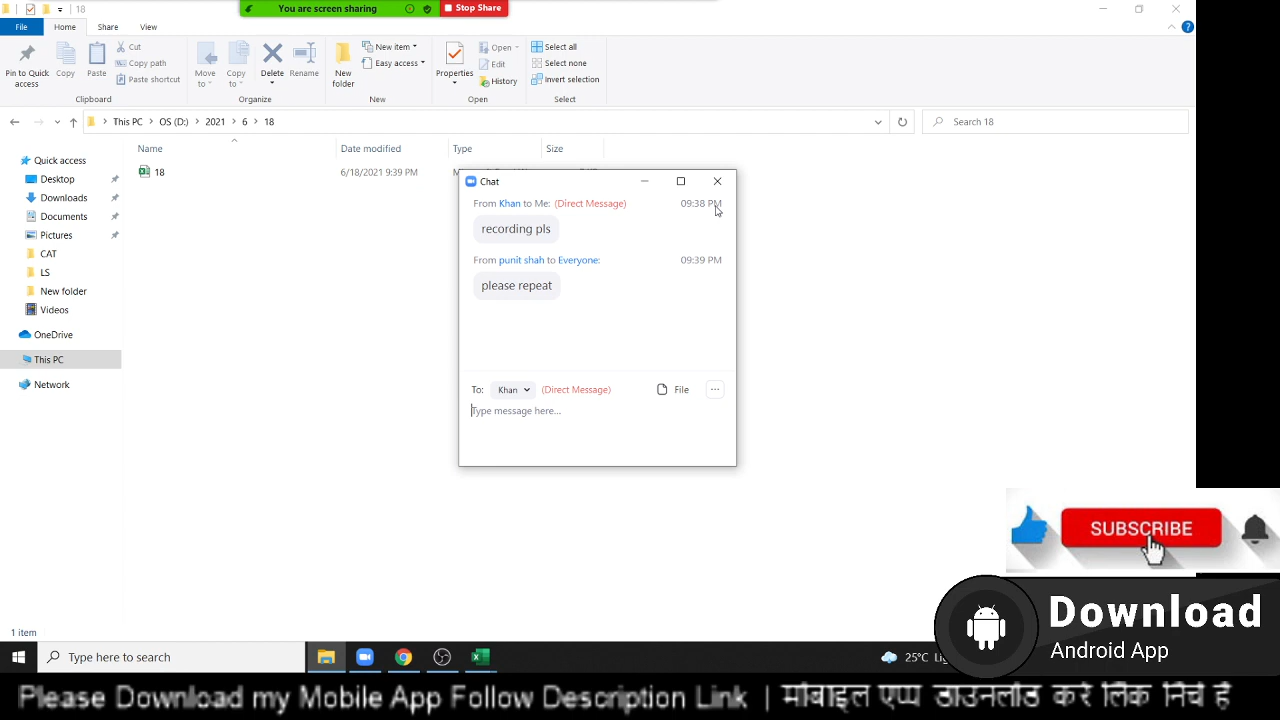 18
You are screen sharing
Stop Share
File
Home
Share
View
Pin to Quick access
Copy
Paste
Cut
Copy path
Paste shortcut
Clipboard
Move to
Copy to
Delete
Rename
Organize
New folder
New item
Easy access
New
Properties
Open
Edit
History
Open
Select all
Select none
Invert selection
Select
This PC > OS (D:) > 2021 > 6 > 18
Search 18
Name
Date modified
Type
Size
18
6/18/2021 9:39 PM
Quick access
Desktop
Downloads
Documents
Pictures
CAT
LS
New folder
Videos
OneDrive
This PC
Network
Chat
From Khan to Me: (Direct Message) 09:38 PM
recording pls
From punit shah to Everyone: 09:39 PM
please repeat
To: Khan (Direct Message) File
Type message here...
SUBSCRIBE
Download
Android App
1 item
Type here to search
25°C
Please Download my Mobile App Follow Description Link | मोबाइल एप्प डाउनलोड करे लिंक निचे है